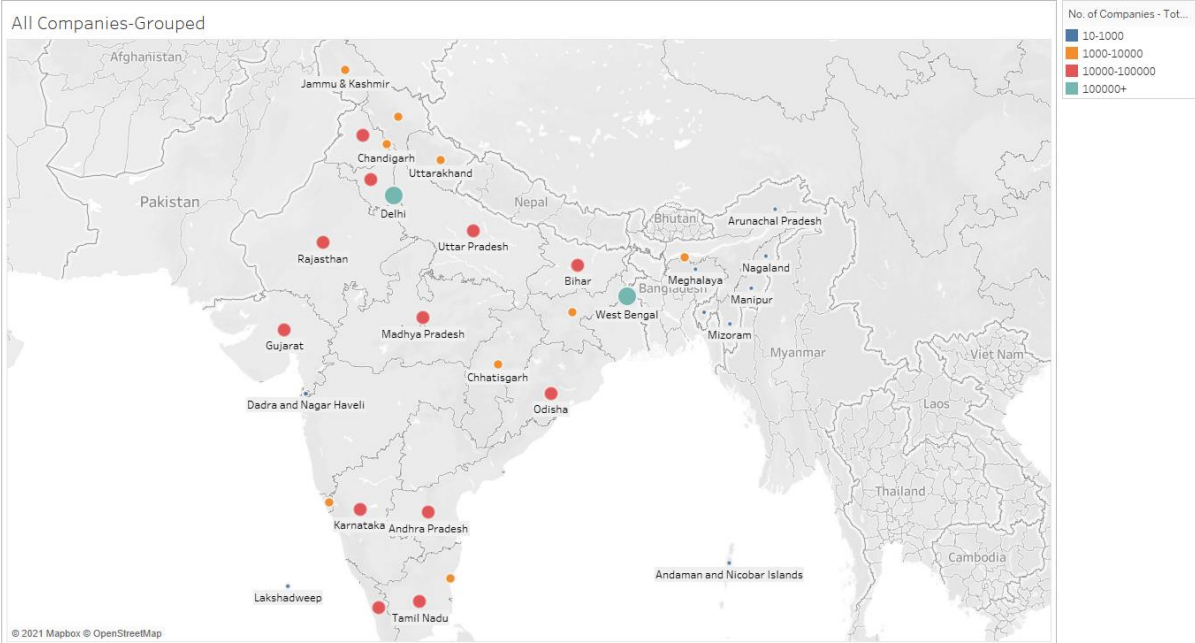 All Companies-Grouped
No. of Companies - Tot...
10-1000
1000-10000
10000-100000
100000+
Afghanistan
Jammu & Kashmir
Chandigarh
Uttarakhand
Pakistan
Delhi
Nepal
Bhutan
Arunachal Pradesh
Uttar Pradesh
Rajasthan
Bihar
Meghalaya
Nagaland
Bangladesh
Manipur
West Bengal
Madhya Pradesh
Mizoram
Gujarat
Myanmar
Viet Nam
Chhatisgarh
Dadra and Nagar Haveli
Odisha
Laos
Thailand
Karnataka
Andhra Pradesh
Cambodia
Andaman and Nicobar Islands
Lakshadweep
Tamil Nadu
© 2021 Mapbox © OpenStreetMap